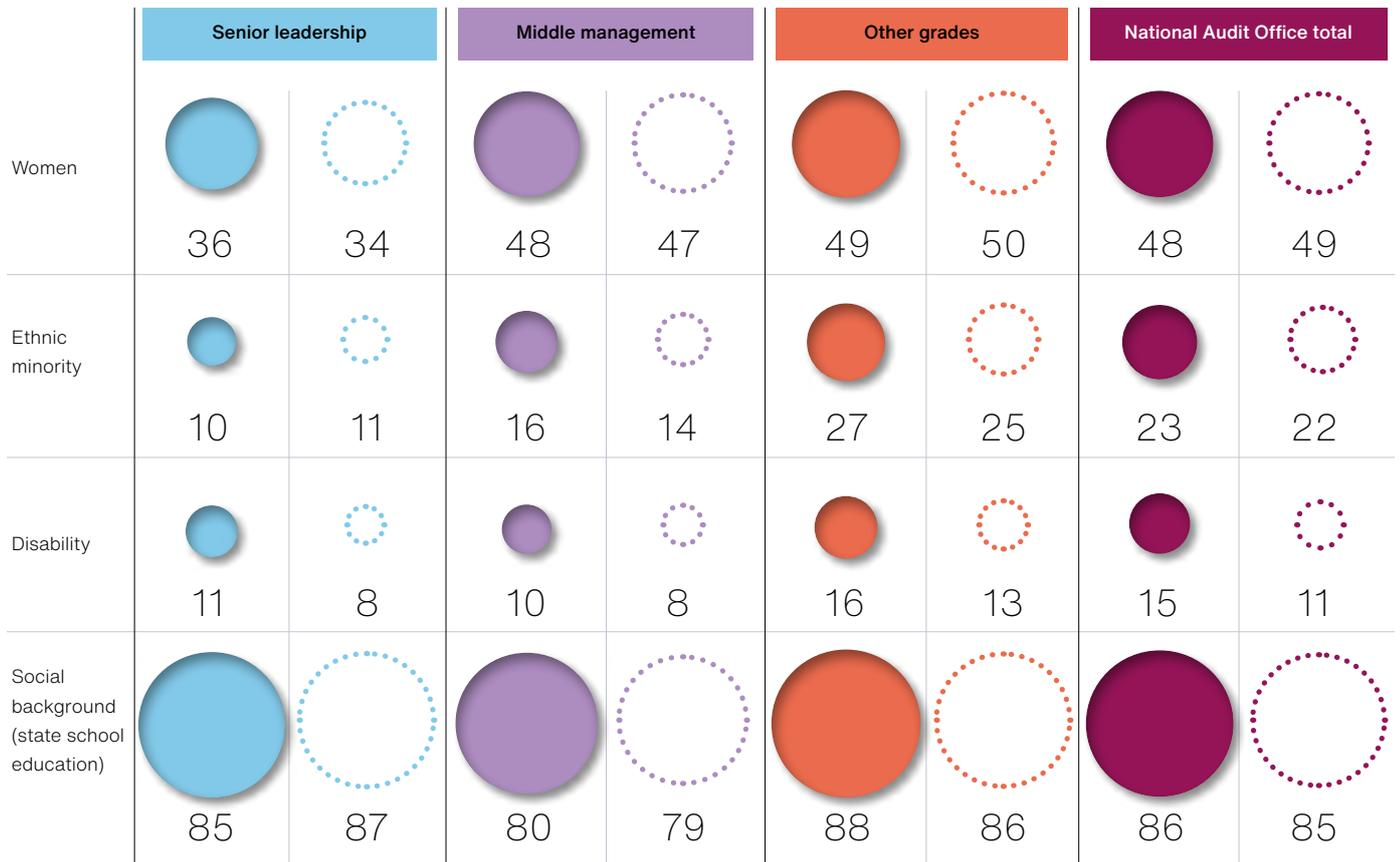 Senior leadership
Middle management
Other grades
National Audit Office total
Women
36 34 48 47 49 50 48 49
Ethnic
minority
10 11 16 14 27 25 23 22
Disability
11 8 10 8 16 13 15 11
Social
background
(state school
education)
85 87 80 79 88 86 86 85